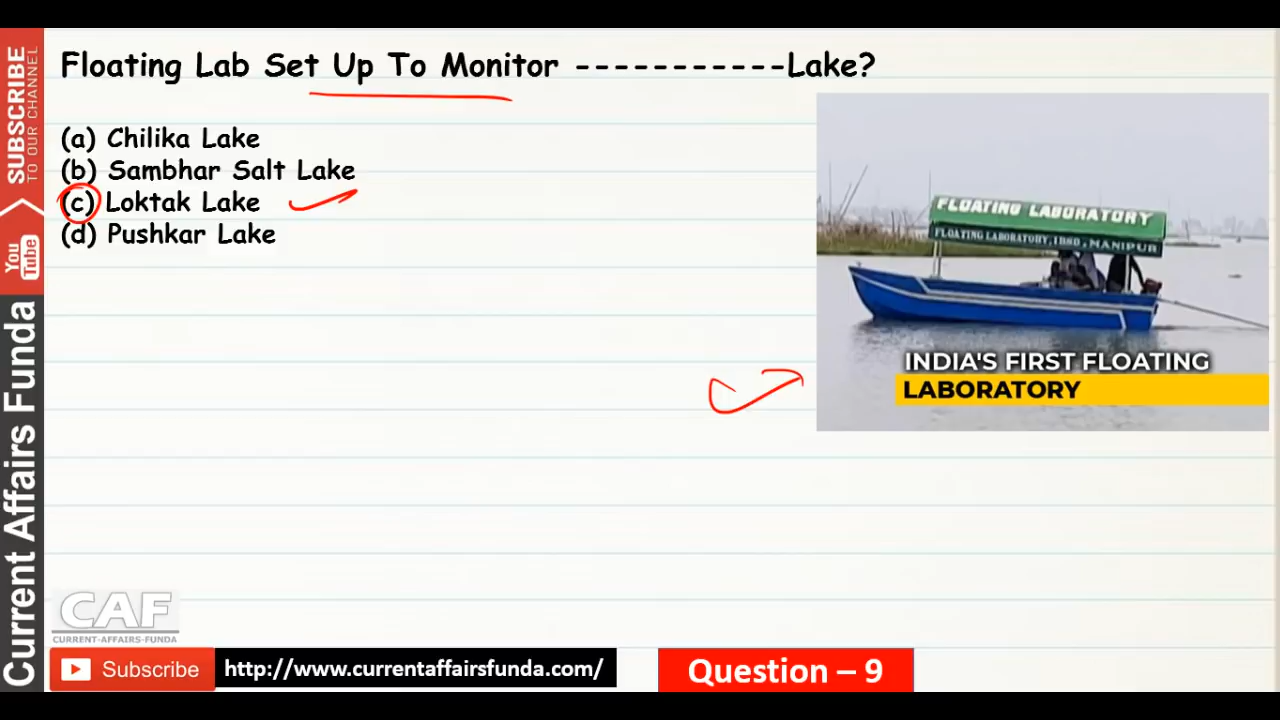 Floating Lab Set Up To Monitor -----------Lake?
(a) Chilika Lake
(b) Sambhar Salt Lake
(c) Loktak Lake
(d) Pushkar Lake
FLOATING LABORATORY
FLOATING LABORATORY, IBSD, MANIPUR
INDIA'S FIRST FLOATING
LABORATORY
SUBSCRIBE
TO OUR CHANNEL
You
Tube
Current Affairs Funda
CAF
CURRENT-AFFAIRS-FUNDA
Subscribe
http://www.currentaffairsfunda.com/
Question – 9